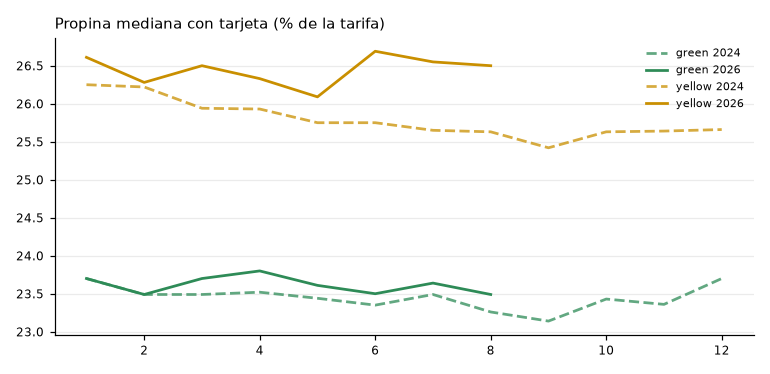 Propina mediana con tarjeta (% de la tarifa)
green 2024
green 2026
yellow 2024
yellow 2026
26.5
26.0
25.5
25.0
24.5
24.0
23.5
23.0
2 4 6 8 10 12